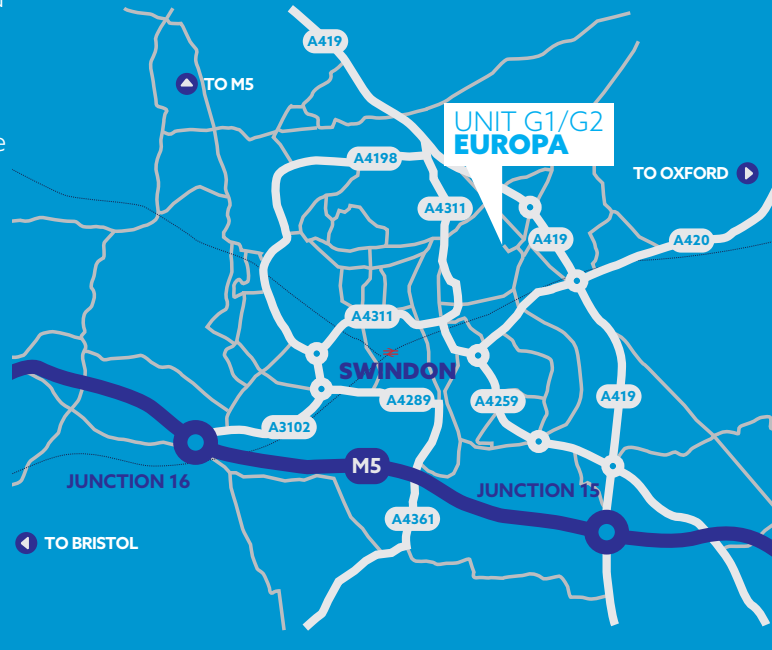 A419
TO M5
UNIT G1/G2
EUROPA
A4198
TO OXFORD
A4311
A419
A420
A4311
SWINDON
A4289
A4259
A419
A3102
M5
JUNCTION 16
JUNCTION 15
A4361
TO BRISTOL